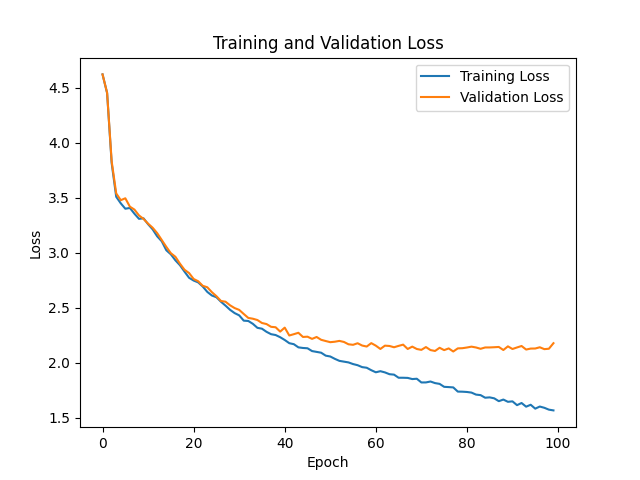 Training and Validation Loss
Training Loss
Validation Loss
4.5
4.0
3.5
3.0
2.5
2.0
1.5
Loss
0 20 40 60 80 100
Epoch